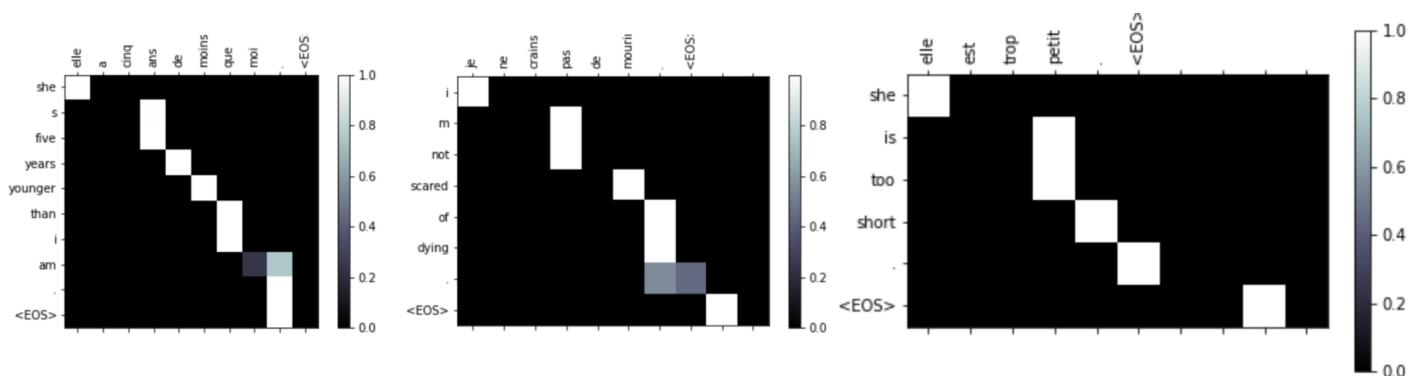 elle
a
cinq
ans
de
moins
que
moi
.
<EOS:
she
s
five
years
younger
than
i
am
.
<EOS>
1.0
0.8
0.6
0.4
0.2
0.0
je
ne
crains
pas
de
mourii
.
<EOS:
i
m
not
scared
of
dying
.
<EOS>
0.8
0.6
0.4
0.2
0.0
elle
est
trop
petit
.
<EOS>
she
is
too
short
.
<EOS>
1.0
0.8
0.6
0.4
0.2
0.0